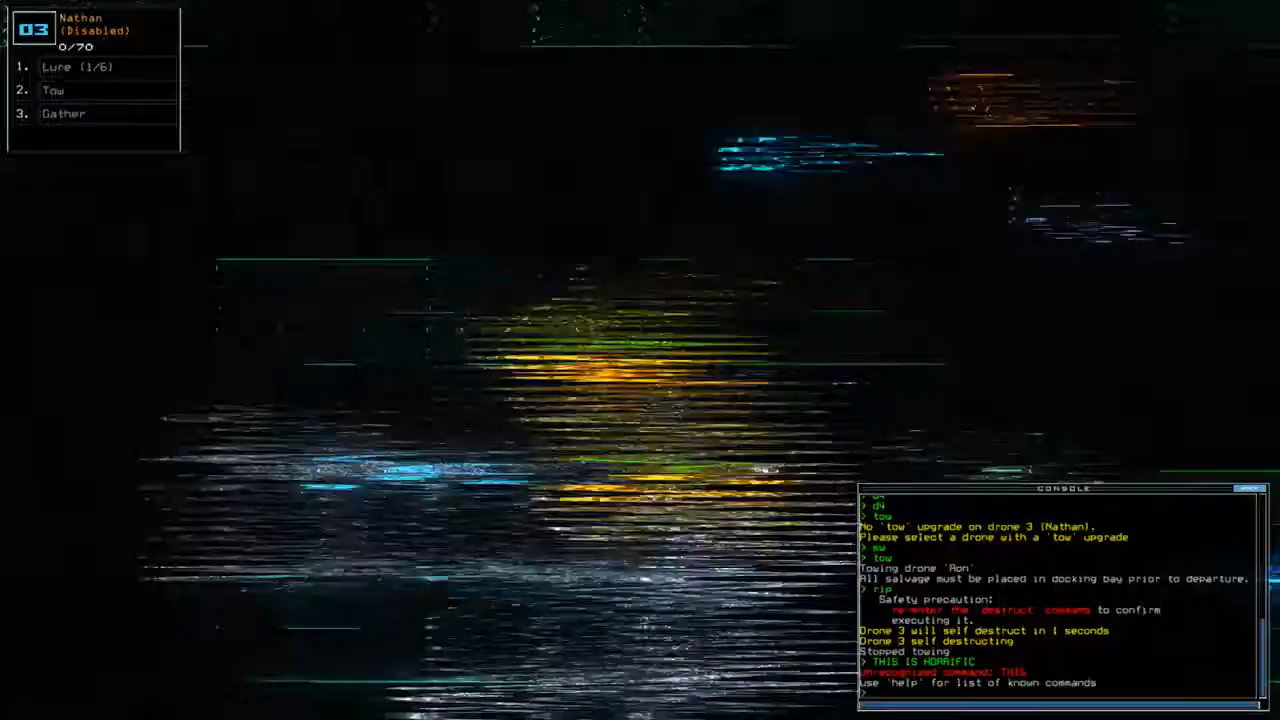 03
Nathan
(Disabled)
0/70
1. Lure (1/6)
2. Tow
3. Gather
CONSOLE
> d4
> d4
> tow
No 'tow' upgrade on drone 3 (Nathan).
Please select a drone with a 'tow' upgrade
> sw
> tow
Towing drone 'Ron'
All salvage must be placed in docking bay prior to departure.
> rip
Safety precaution:
re-enter the 'destruct' command to confirm
executing it.
Drone 3 will self destruct in 1 seconds
Drone 3 self destructing
Stopped towing
> THIS IS HORRIFIC
Unrecognized command: THIS
use 'help' for list of known commands
>